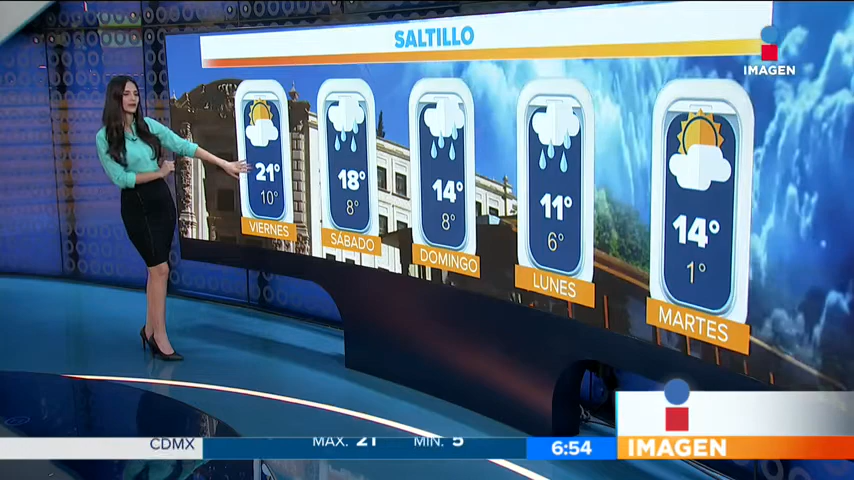 SALTILLO
IMAGEN
21°
10°
VIERNES
18°
8°
SÁBADO
14°
8°
DOMINGO
11°
6°
LUNES
14°
1°
MARTES
CDMX
MAX. 21
MIN. 5
6:54
IMAGEN